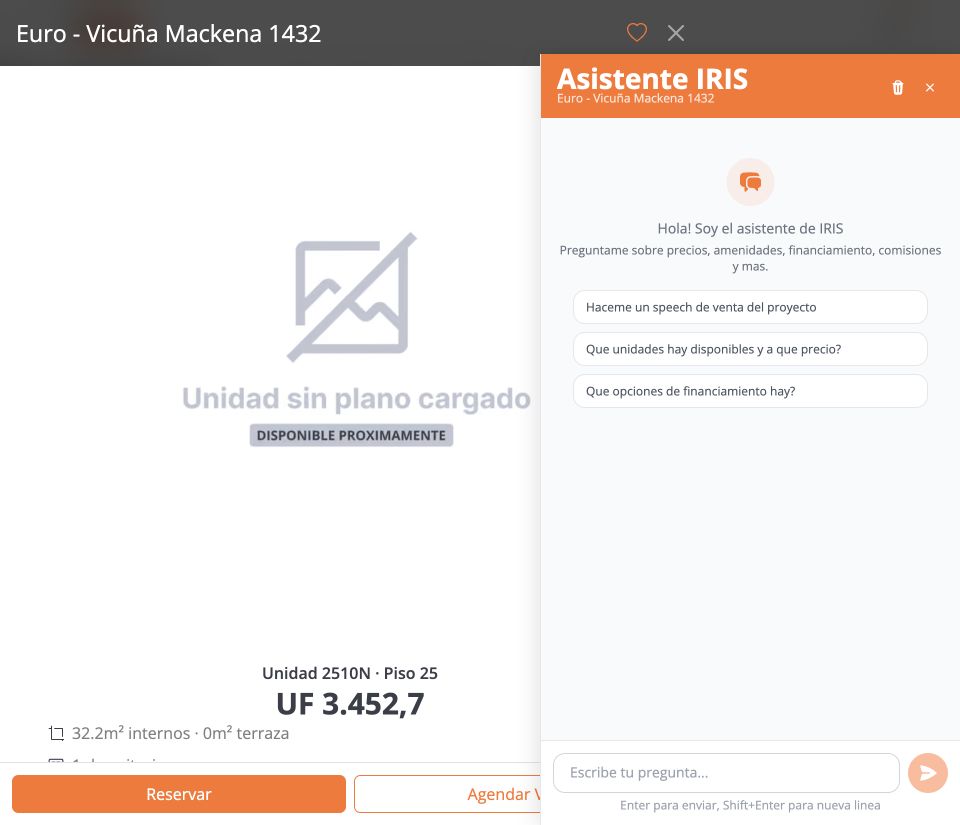 Euro - Vicuña Mackena 1432
Unidad sin plano cargado
DISPONIBLE PROXIMAMENTE
Unidad 2510N · Piso 25
UF 3.452,7
32.2m² internos · 0m² terraza
Reservar
Agendar
Asistente IRIS
Euro - Vicuña Mackena 1432
Hola! Soy el asistente de IRIS
Preguntame sobre precios, amenidades, financiamiento, comisiones
y mas.
Haceme un speech de venta del proyecto
Que unidades hay disponibles y a que precio?
Que opciones de financiamiento hay?
Escribe tu pregunta...
Enter para enviar, Shift+Enter para nueva linea